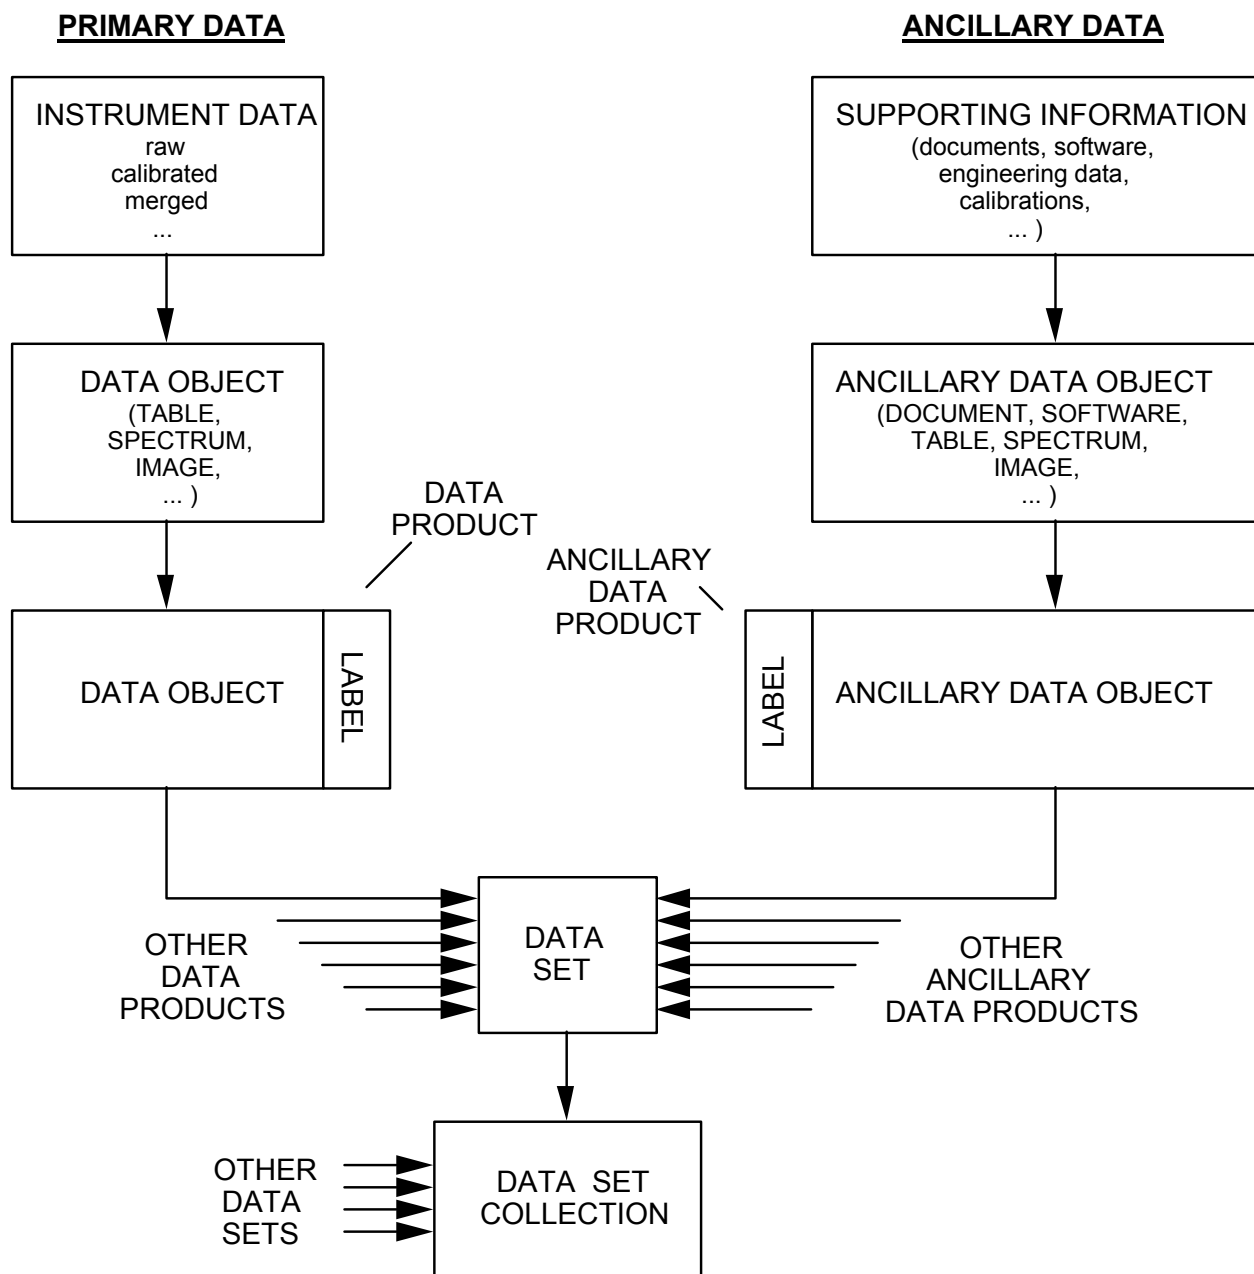 PRIMARY DATA
ANCILLARY DATA
INSTRUMENT DATA
raw
calibrated
merged
...
SUPPORTING INFORMATION
(documents, software,
engineering data,
calibrations,
... )
DATA OBJECT
(TABLE,
SPECTRUM,
IMAGE,
... )
ANCILLARY DATA OBJECT
(DOCUMENT, SOFTWARE,
TABLE, SPECTRUM,
IMAGE,
... )
DATA
PRODUCT
ANCILLARY
DATA
PRODUCT
DATA OBJECT
LABEL
LABEL
ANCILLARY DATA OBJECT
OTHER
DATA
PRODUCTS
DATA
SET
OTHER
ANCILLARY
DATA PRODUCTS
OTHER
DATA
SETS
DATA SET
COLLECTION